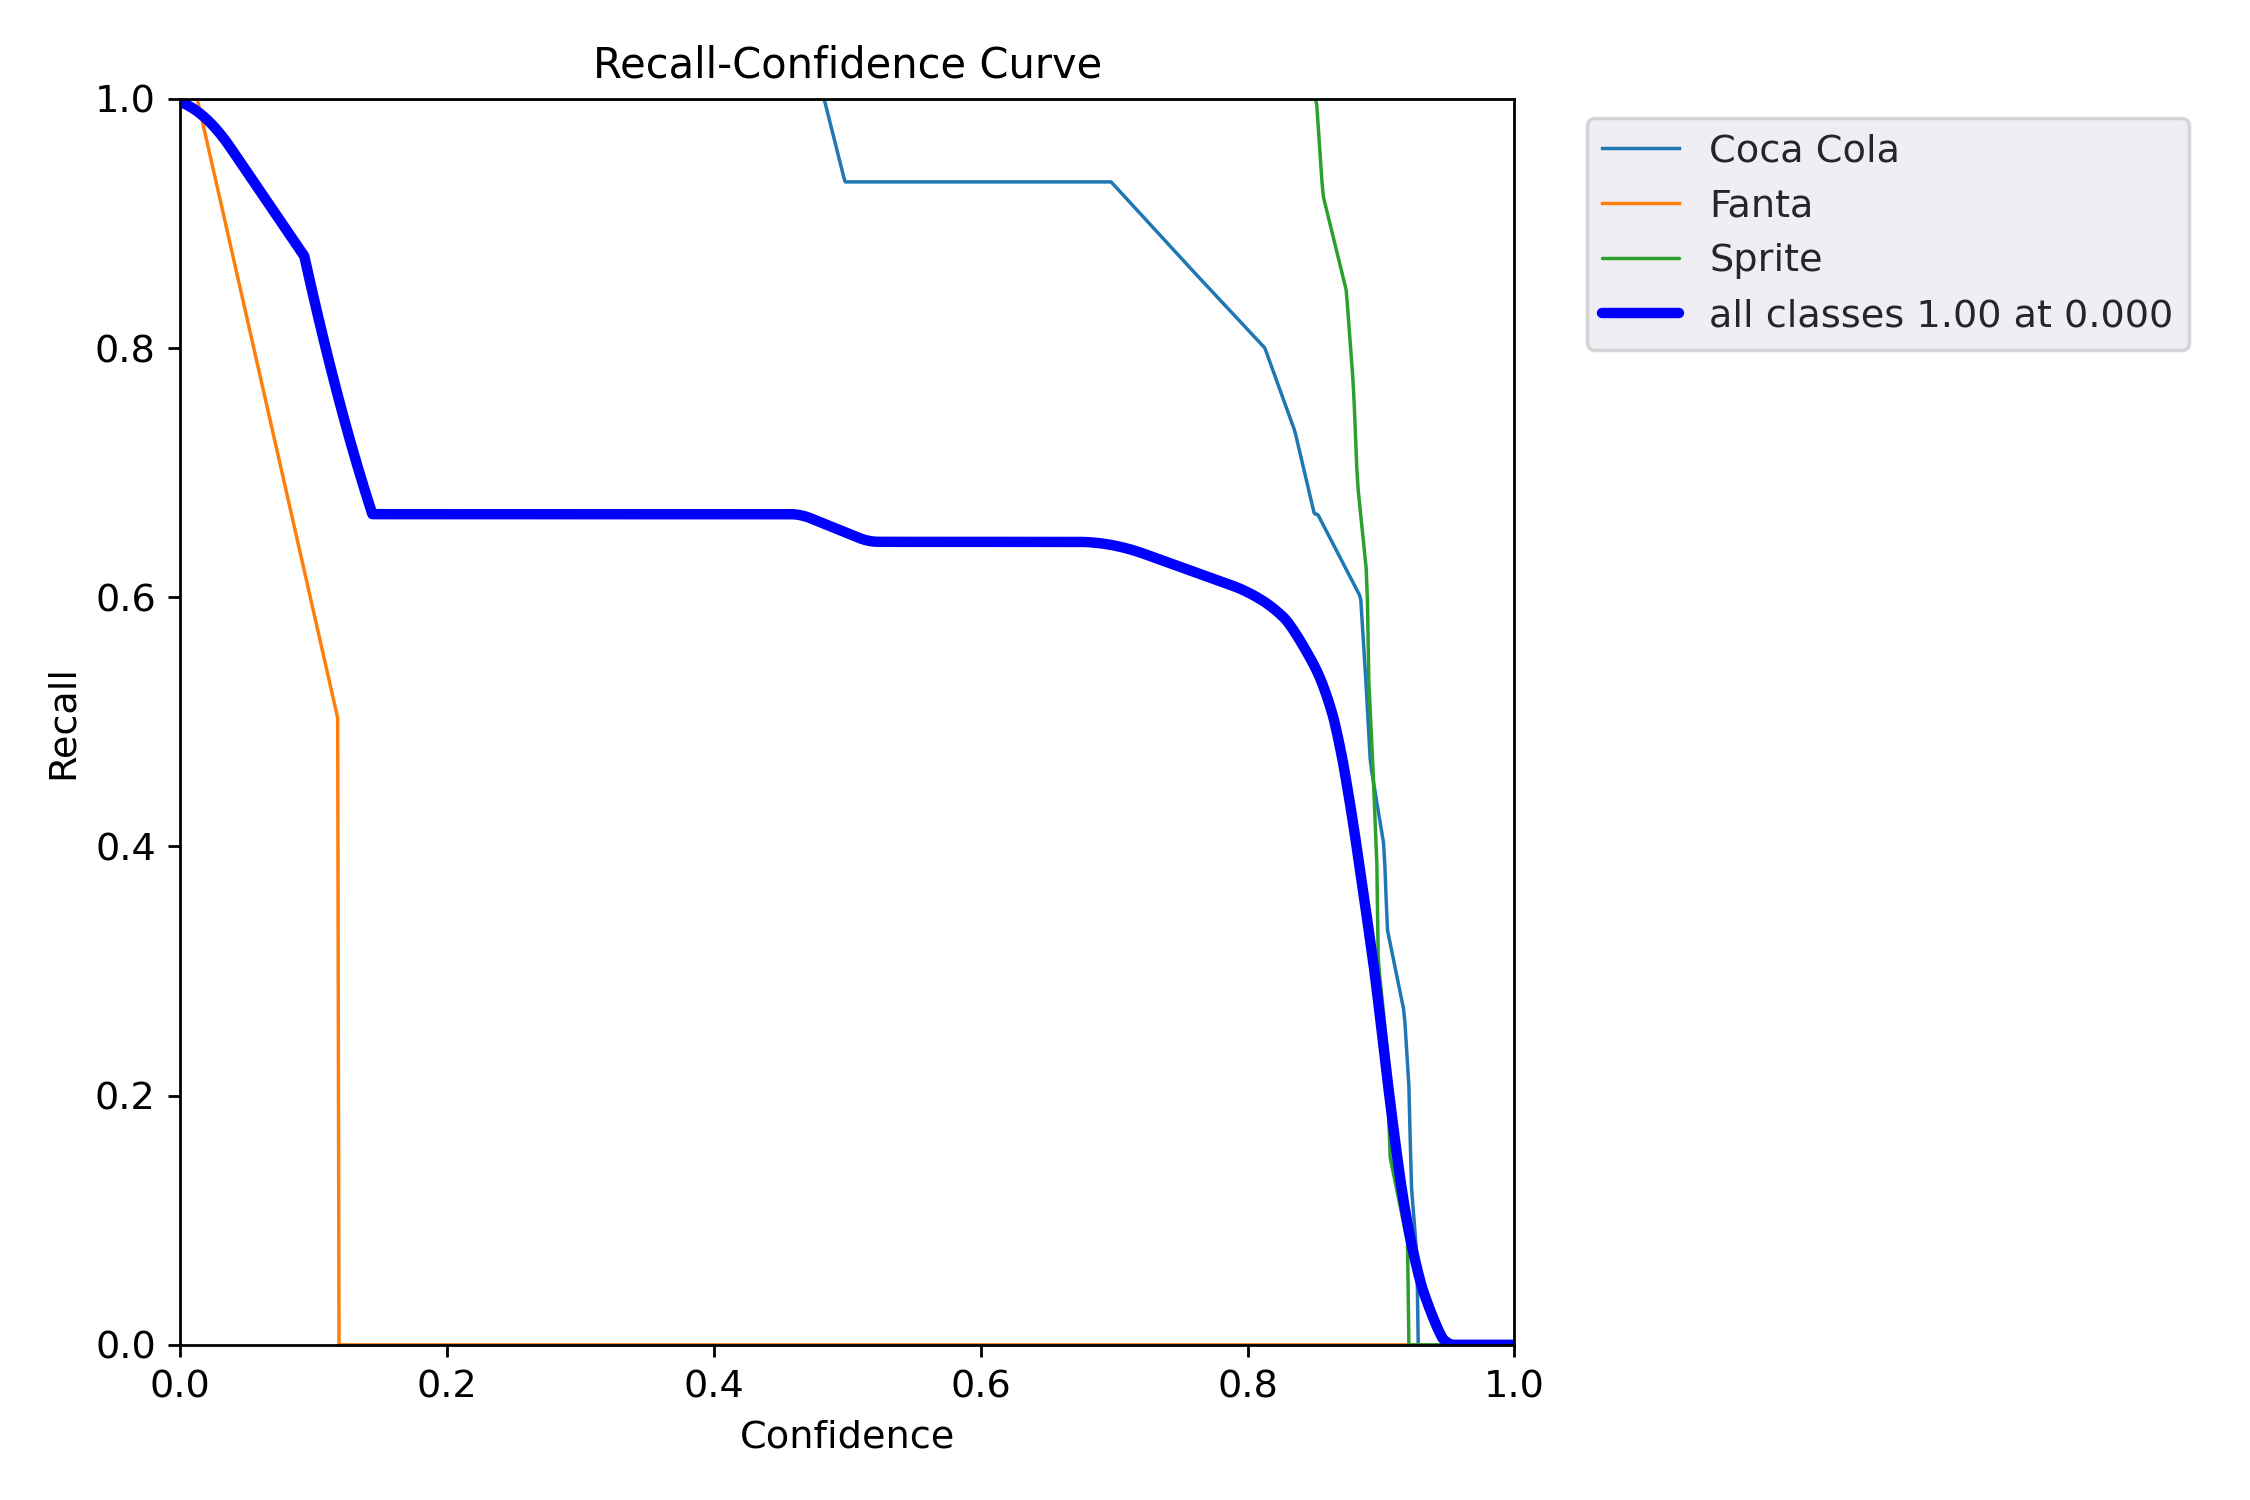 Recall-Confidence Curve
1.0
0.8
0.6
0.4
0.2
0.0
Recall
0.0 0.2 0.4 0.6 0.8 1.0
Confidence
Coca Cola
Fanta
Sprite
all classes 1.00 at 0.000